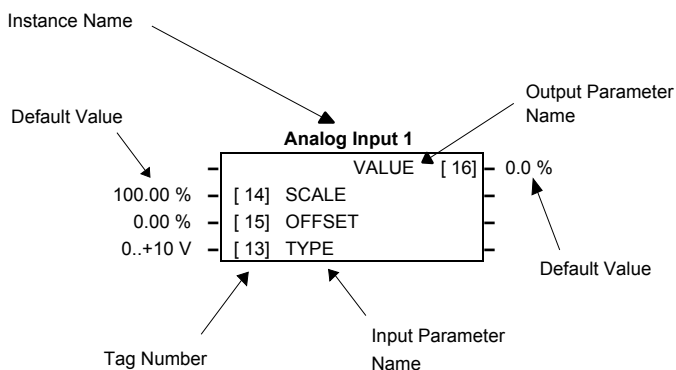 Instance Name
Output Parameter
Name
Default Value
Analog Input 1
VALUE [ 16] 0.0 %
100.00 % [ 14] SCALE
0.00 % [ 15] OFFSET
0..+10 V [ 13] TYPE
Default Value
Input Parameter
Name
Tag Number